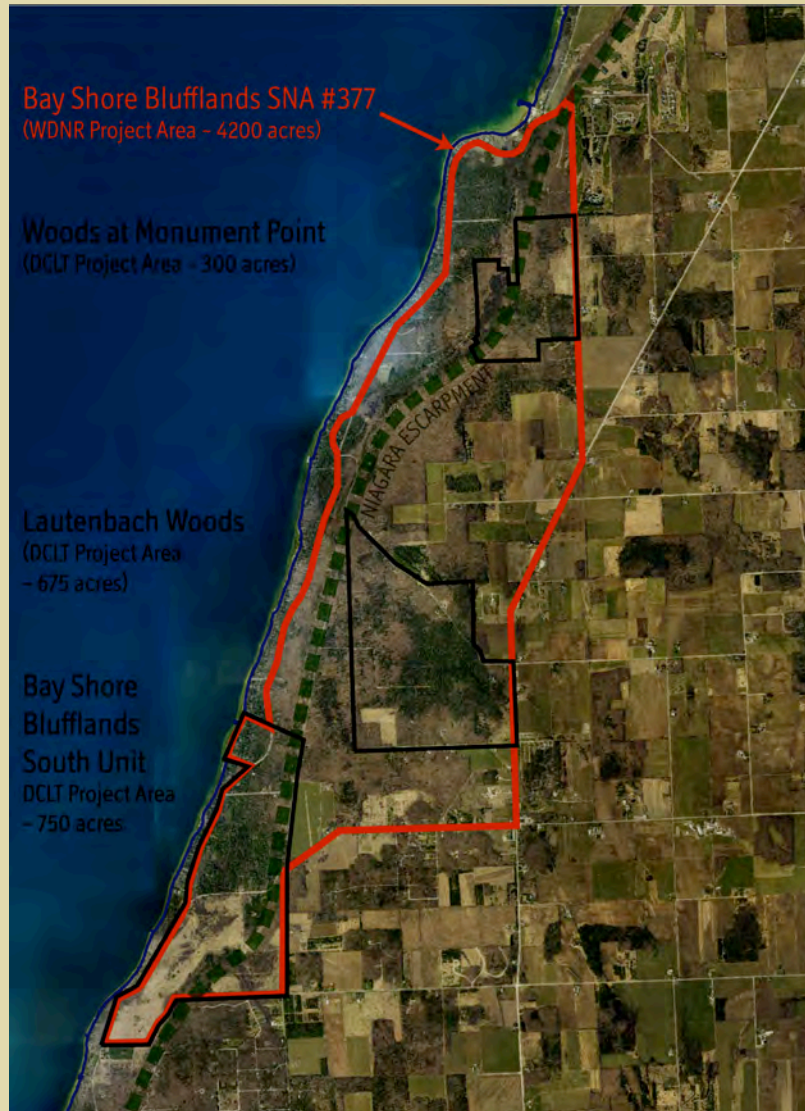 Bay Shore Blufflands SNA #377
(WDNR Project Area – 4200 acres)
Woods at Monument Point
(DCLT Project Area – 300 acres)
NIAGARA ESCARPMENT
Lautenbach Woods
(DCLT Project Area
– 675 acres)
Bay Shore
Blufflands
South Unit
DCLT Project Area
– 750 acres